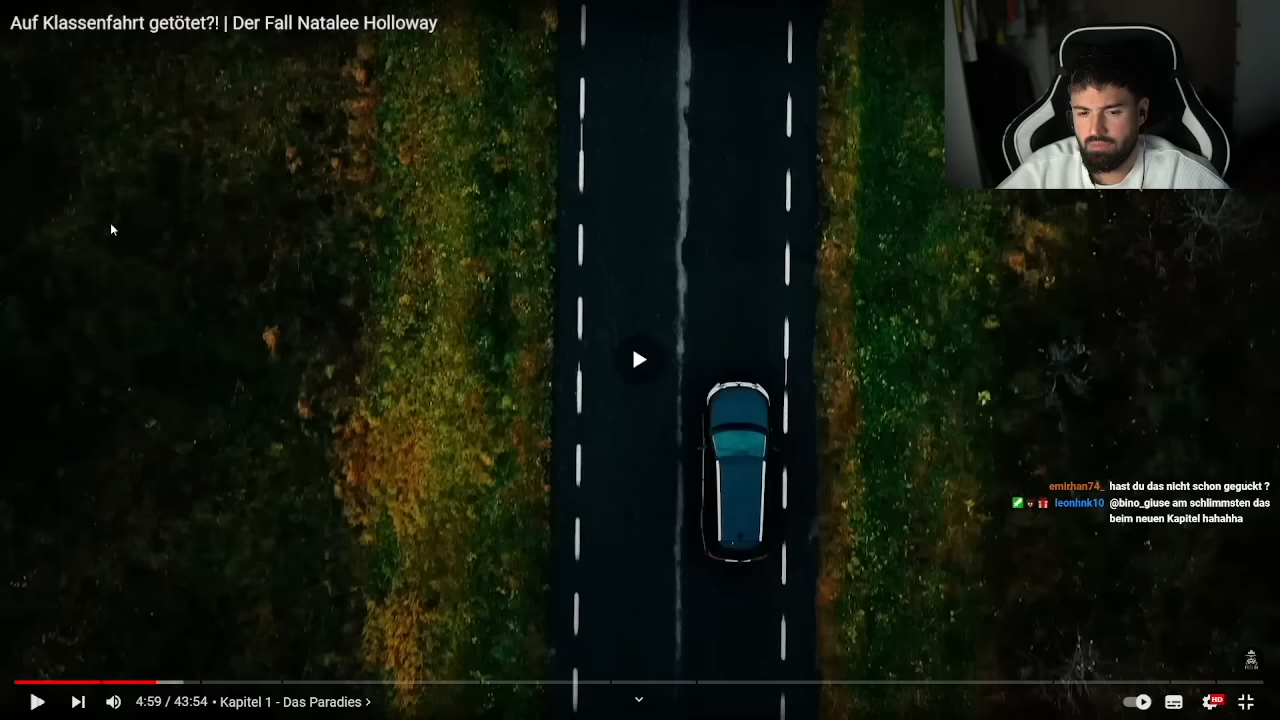 Auf Klassenfahrt getötet?! | Der Fall Natalee Holloway
emirhan74_ hast du das nicht schon geguckt ?
leonhnk10 @bino_giuse am schlimmsten das
beim neuen Kapitel hahahha
4:59 / 43:54 • Kapitel 1 - Das Paradies
HD